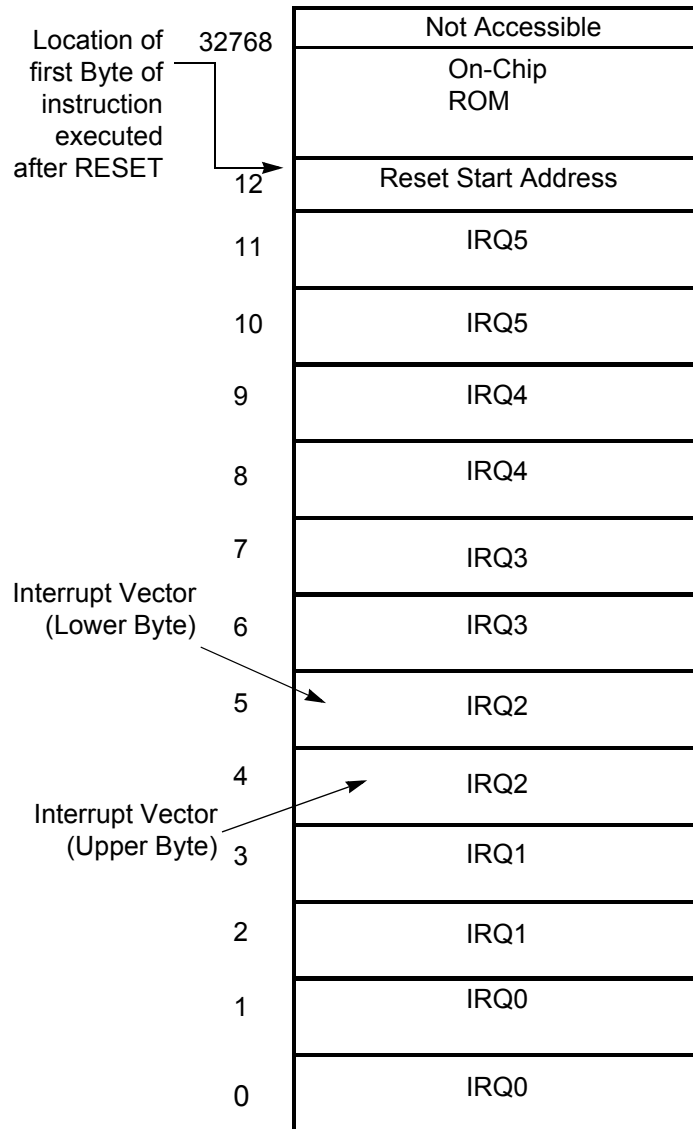 Location of
first Byte of
instruction
executed
after RESET
32768
Not Accessible
On-Chip
ROM
12
Reset Start Address
11
IRQ5
10
IRQ5
9
IRQ4
8
IRQ4
7
IRQ3
Interrupt Vector
(Lower Byte)
6
IRQ3
5
IRQ2
4
IRQ2
Interrupt Vector
(Upper Byte)
3
IRQ1
2
IRQ1
1
IRQ0
0
IRQ0